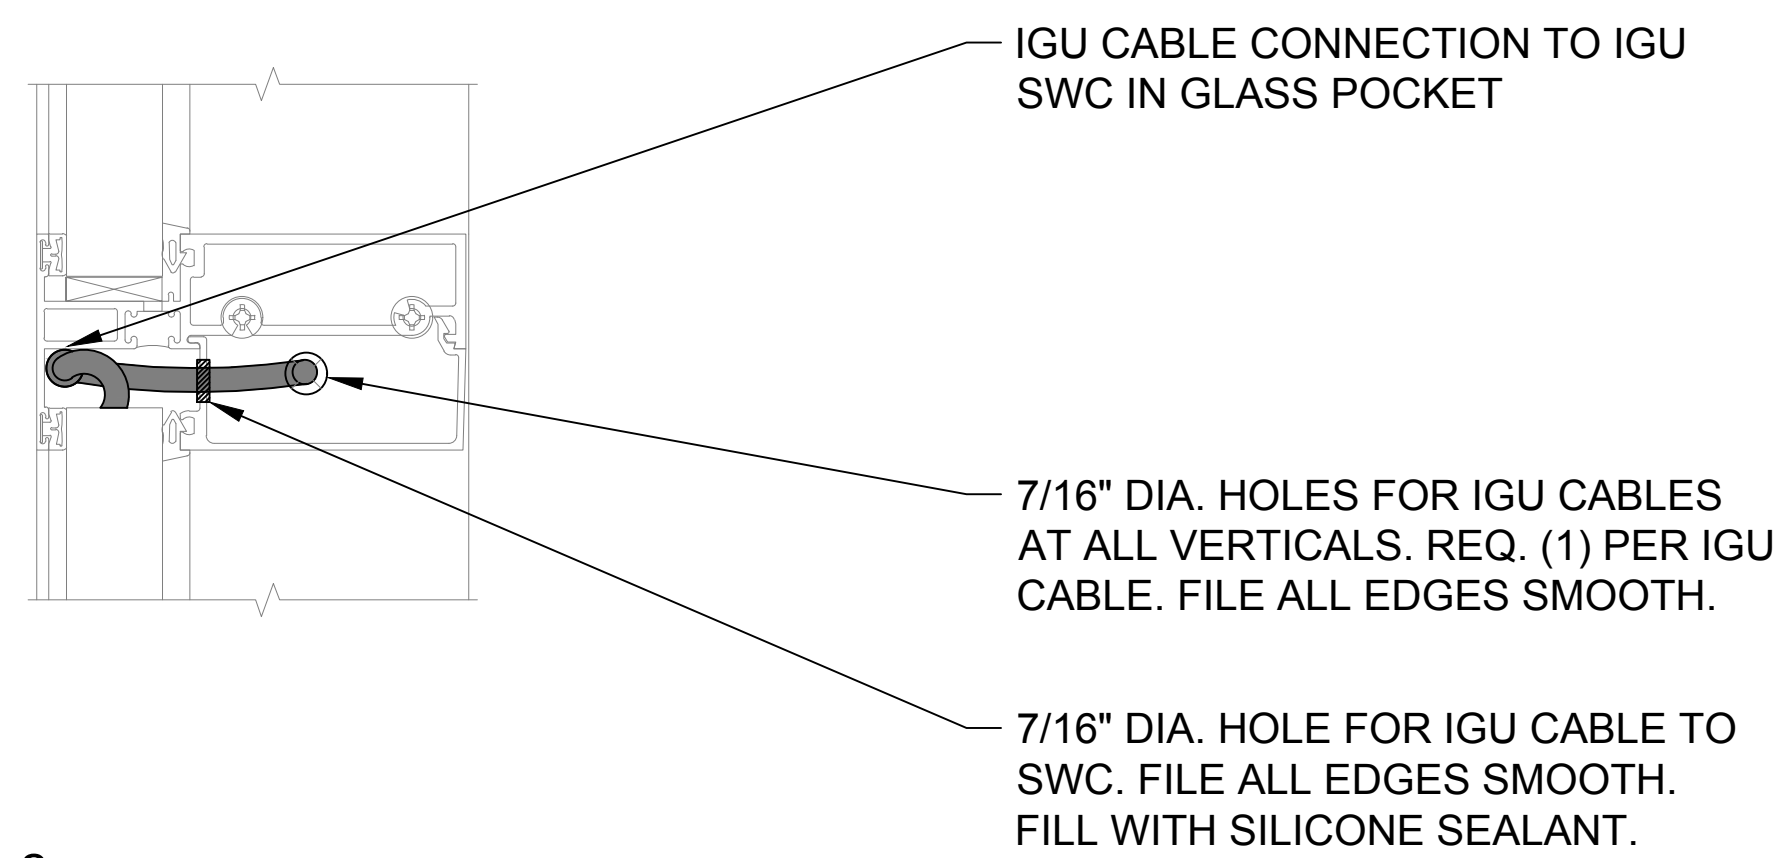 IGU CABLE CONNECTION TO IGU
SWC IN GLASS POCKET
7/16" DIA. HOLES FOR IGU CABLES
AT ALL VERTICALS. REQ. (1) PER IGU
CABLE. FILE ALL EDGES SMOOTH.
7/16" DIA. HOLE FOR IGU CABLE TO
SWC. FILE ALL EDGES SMOOTH.
FILL WITH SILICONE SEALANT.